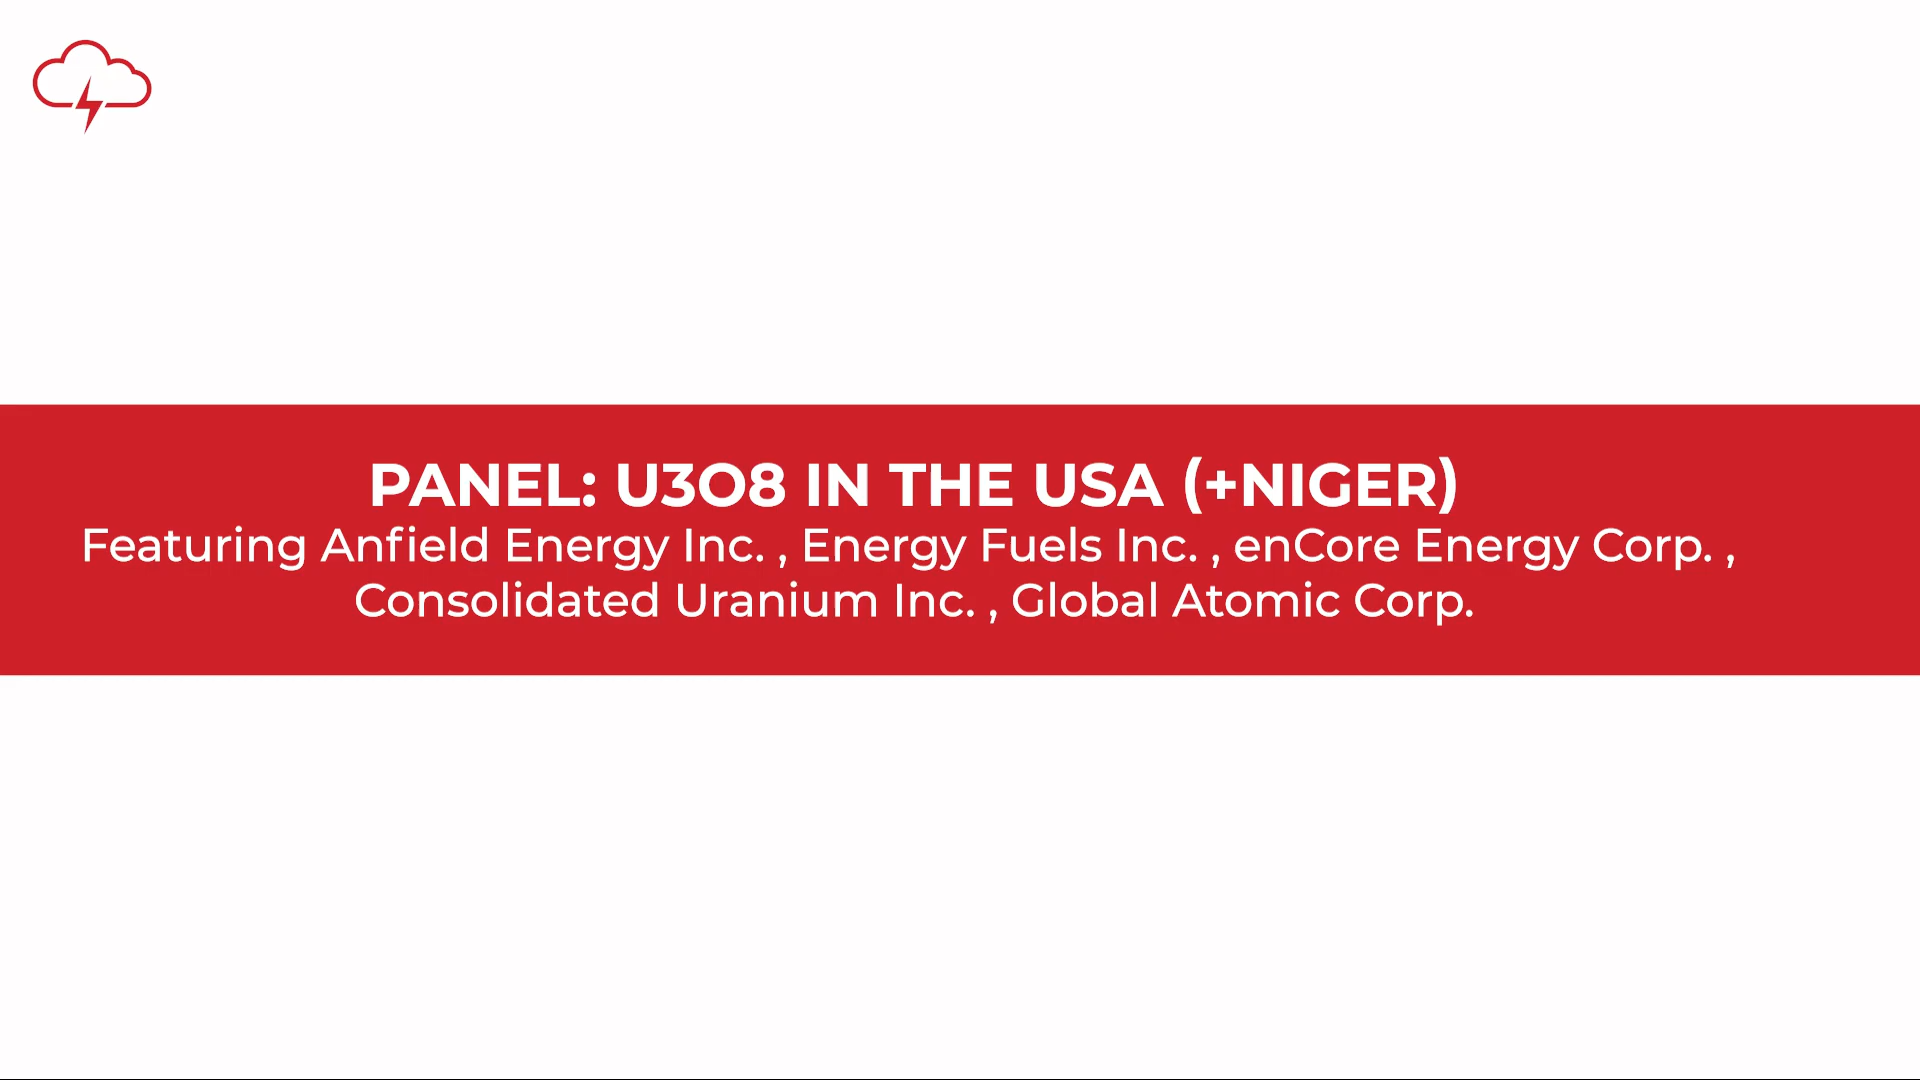 PANEL: U3O8 IN THE USA (+NIGER)
Featuring Anfield Energy Inc. , Energy Fuels Inc. , enCore Energy Corp. ,
Consolidated Uranium Inc. , Global Atomic Corp.